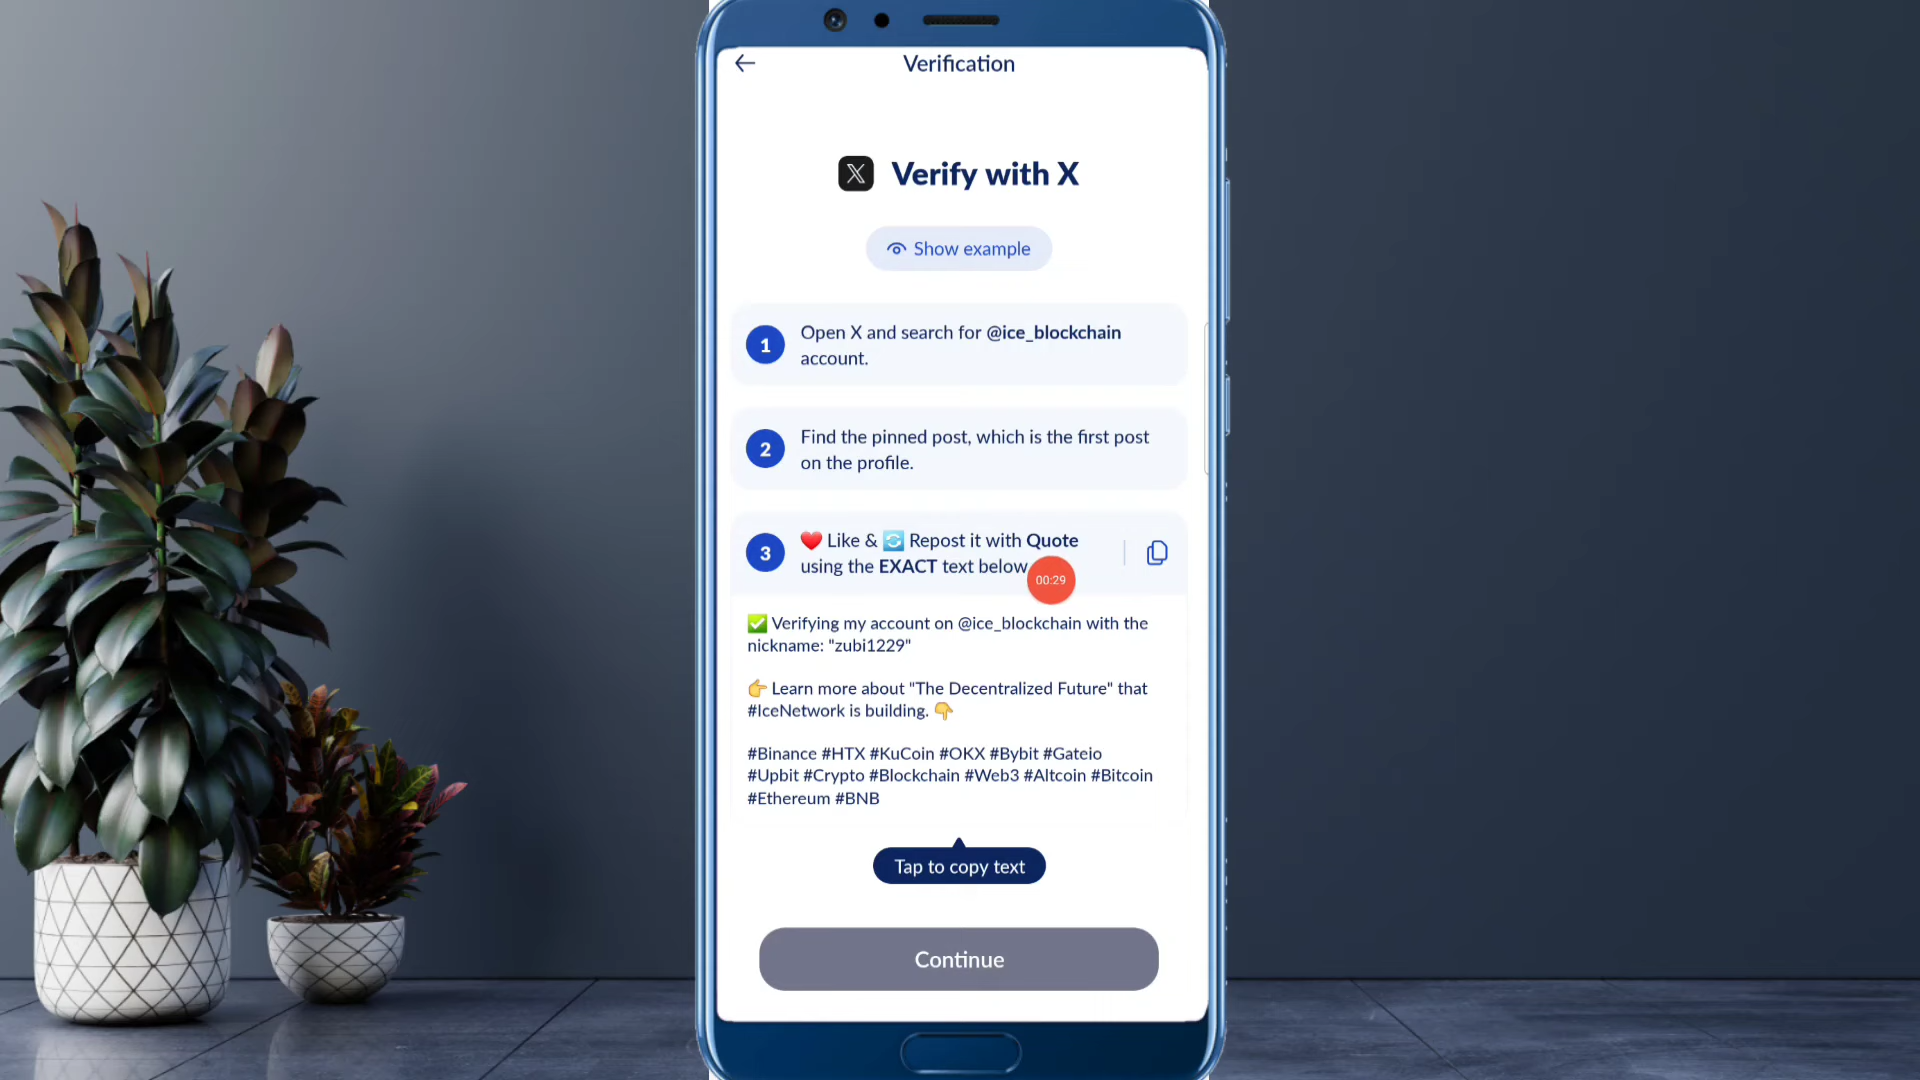 Verification
Verify with X
Show example
1
Open X and search for @ice_blockchain
account.
2
Find the pinned post, which is the first post
on the profile.
3
❤️ Like & 🔄 Repost it with Quote
using the EXACT text below
00:29
✅ Verifying my account on @ice_blockchain with the
nickname: "zubi1229"
👉 Learn more about "The Decentralized Future" that
#IceNetwork is building. 👇
#Binance #HTX #KuCoin #OKX #Bybit #Gateio
#Upbit #Crypto #Blockchain #Web3 #Altcoin #Bitcoin
#Ethereum #BNB
Tap to copy text
Continue